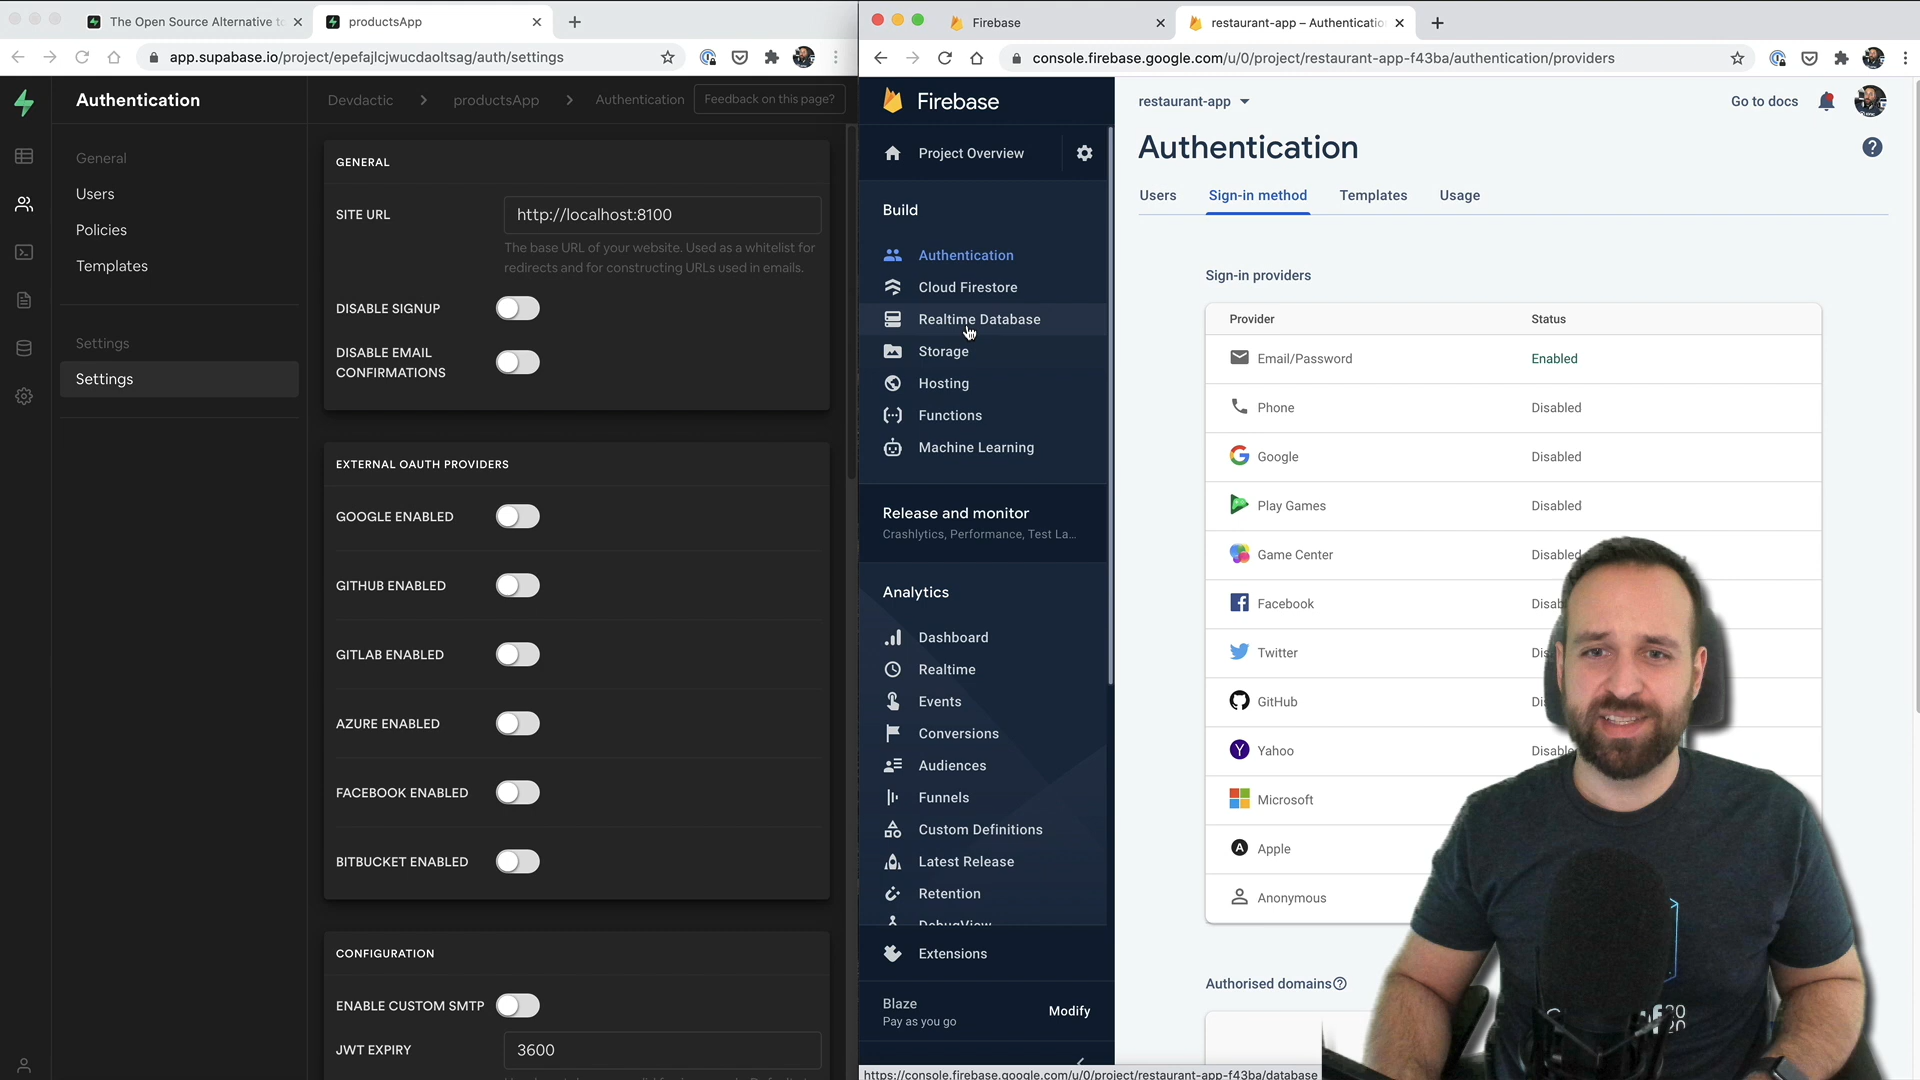 The Open Source Alternative t
productsApp
app.supabase.io/project/epefajlcjwucdaoltsag/auth/settings
Authentication
Devdactic
productsApp
Authentication
Feedback on this page?
General
Users
Policies
Templates
Settings
Settings
GENERAL
SITE URL
http://localhost:8100
The base URL of your website. Used as a whitelist for
redirects and for constructing URLs used in emails.
DISABLE SIGNUP
DISABLE EMAIL
CONFIRMATIONS
EXTERNAL OAUTH PROVIDERS
GOOGLE ENABLED
GITHUB ENABLED
GITLAB ENABLED
AZURE ENABLED
FACEBOOK ENABLED
BITBUCKET ENABLED
CONFIGURATION
ENABLE CUSTOM SMTP
JWT EXPIRY
3600
Firebase
restaurant-app – Authenticatio
console.firebase.google.com/u/0/project/restaurant-app-f43ba/authentication/providers
Firebase
Project Overview
Build
Authentication
Cloud Firestore
Realtime Database
Storage
Hosting
Functions
Machine Learning
Release and monitor
Crashlytics, Performance, Test La...
Analytics
Dashboard
Realtime
Events
Conversions
Audiences
Funnels
Custom Definitions
Latest Release
Retention
DebugView
Extensions
Blaze
Pay as you go
Modify
https://console.firebase.google.com/u/0/project/restaurant-app-f43ba/database
restaurant-app
Go to docs
Authentication
Users
Sign-in method
Templates
Usage
Sign-in providers
Provider
Status
Email/Password
Enabled
Phone
Disabled
Google
Disabled
Play Games
Disabled
Game Center
Disabled
Facebook
Disab
Twitter
Dis
GitHub
Di
Yahoo
Disable
Microsoft
Apple
Anonymous
Authorised domains